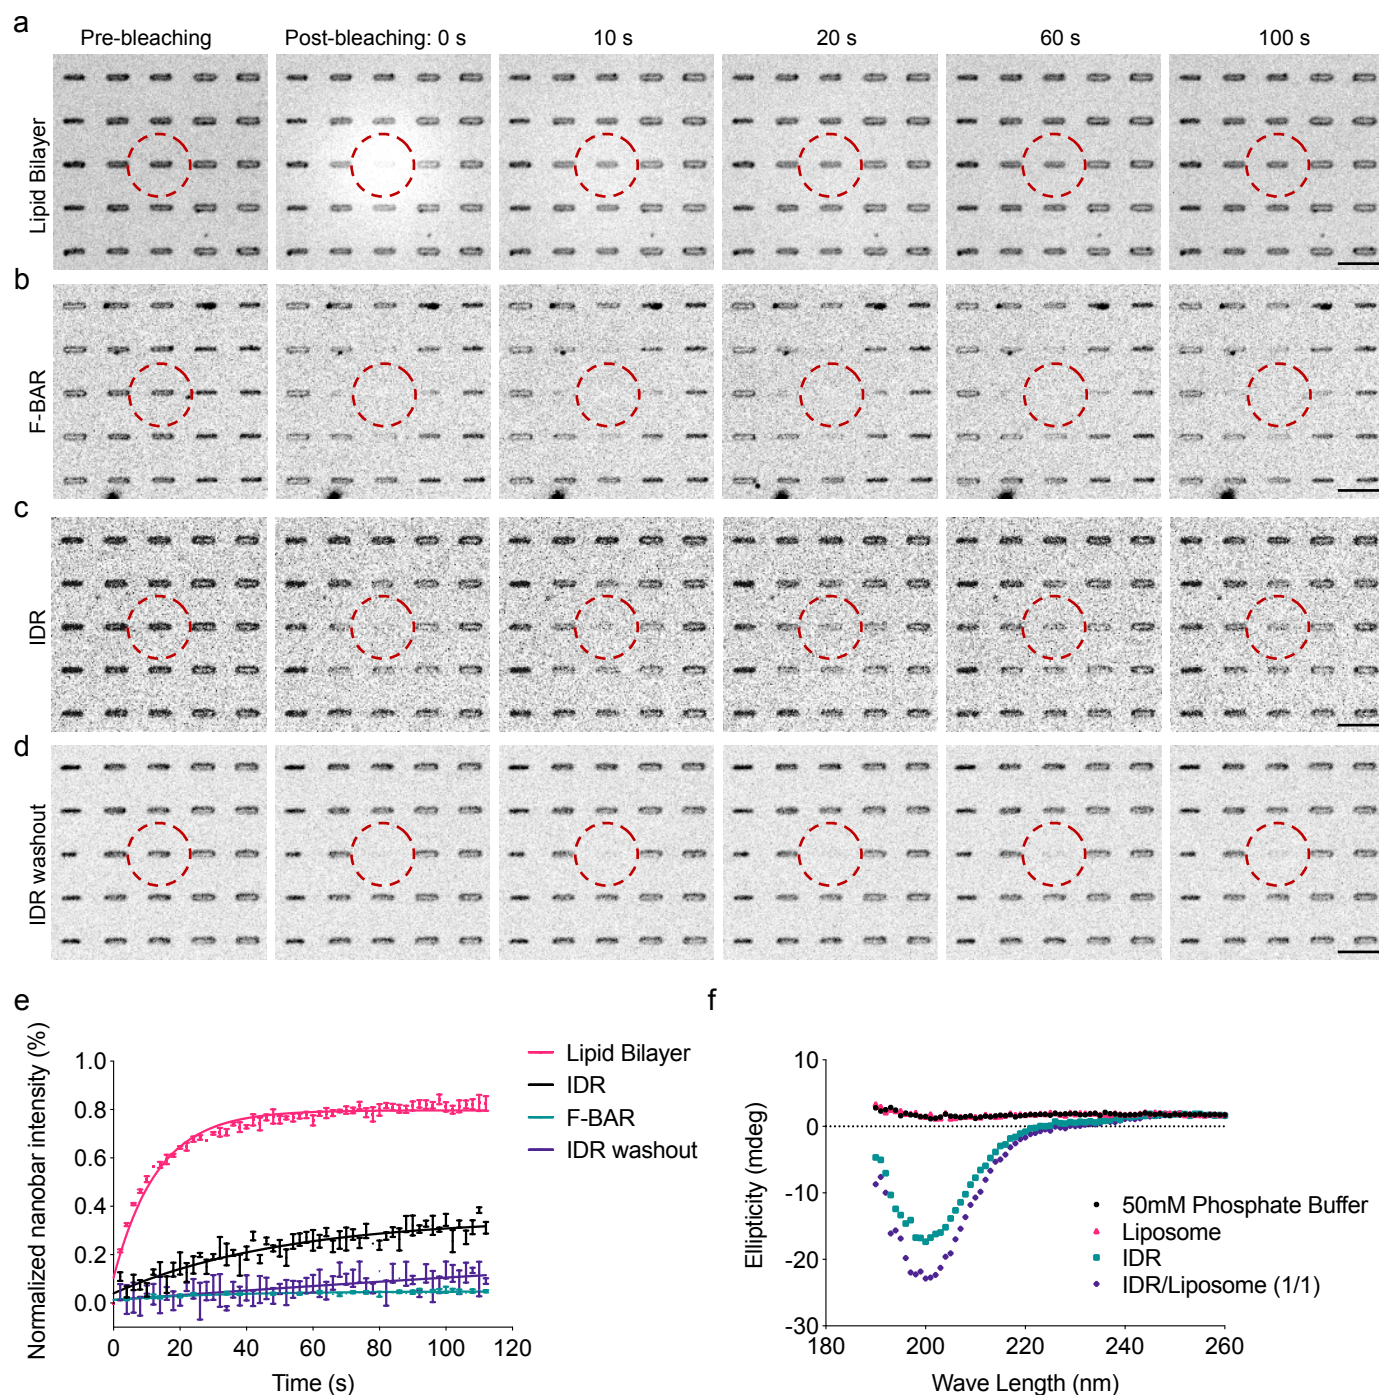 a
Pre-bleaching
Post-bleaching: 0 s
10 s
20 s
60 s
100 s
Lipid Bilayer
b
F-BAR
c
IDR
d
IDR washout
e
Normalized nanobar intensity (%)
1.0
0.8
0.6
0.4
0.2
0.0
0 20 40 60 80 100 120
Time (s)
Lipid Bilayer
IDR
F-BAR
IDR washout
f
Ellipticity (mdeg)
10
0
-10
-20
-30
180 200 220 240 260
Wave Length (nm)
50mM Phosphate Buffer
Liposome
IDR
IDR/Liposome (1/1)